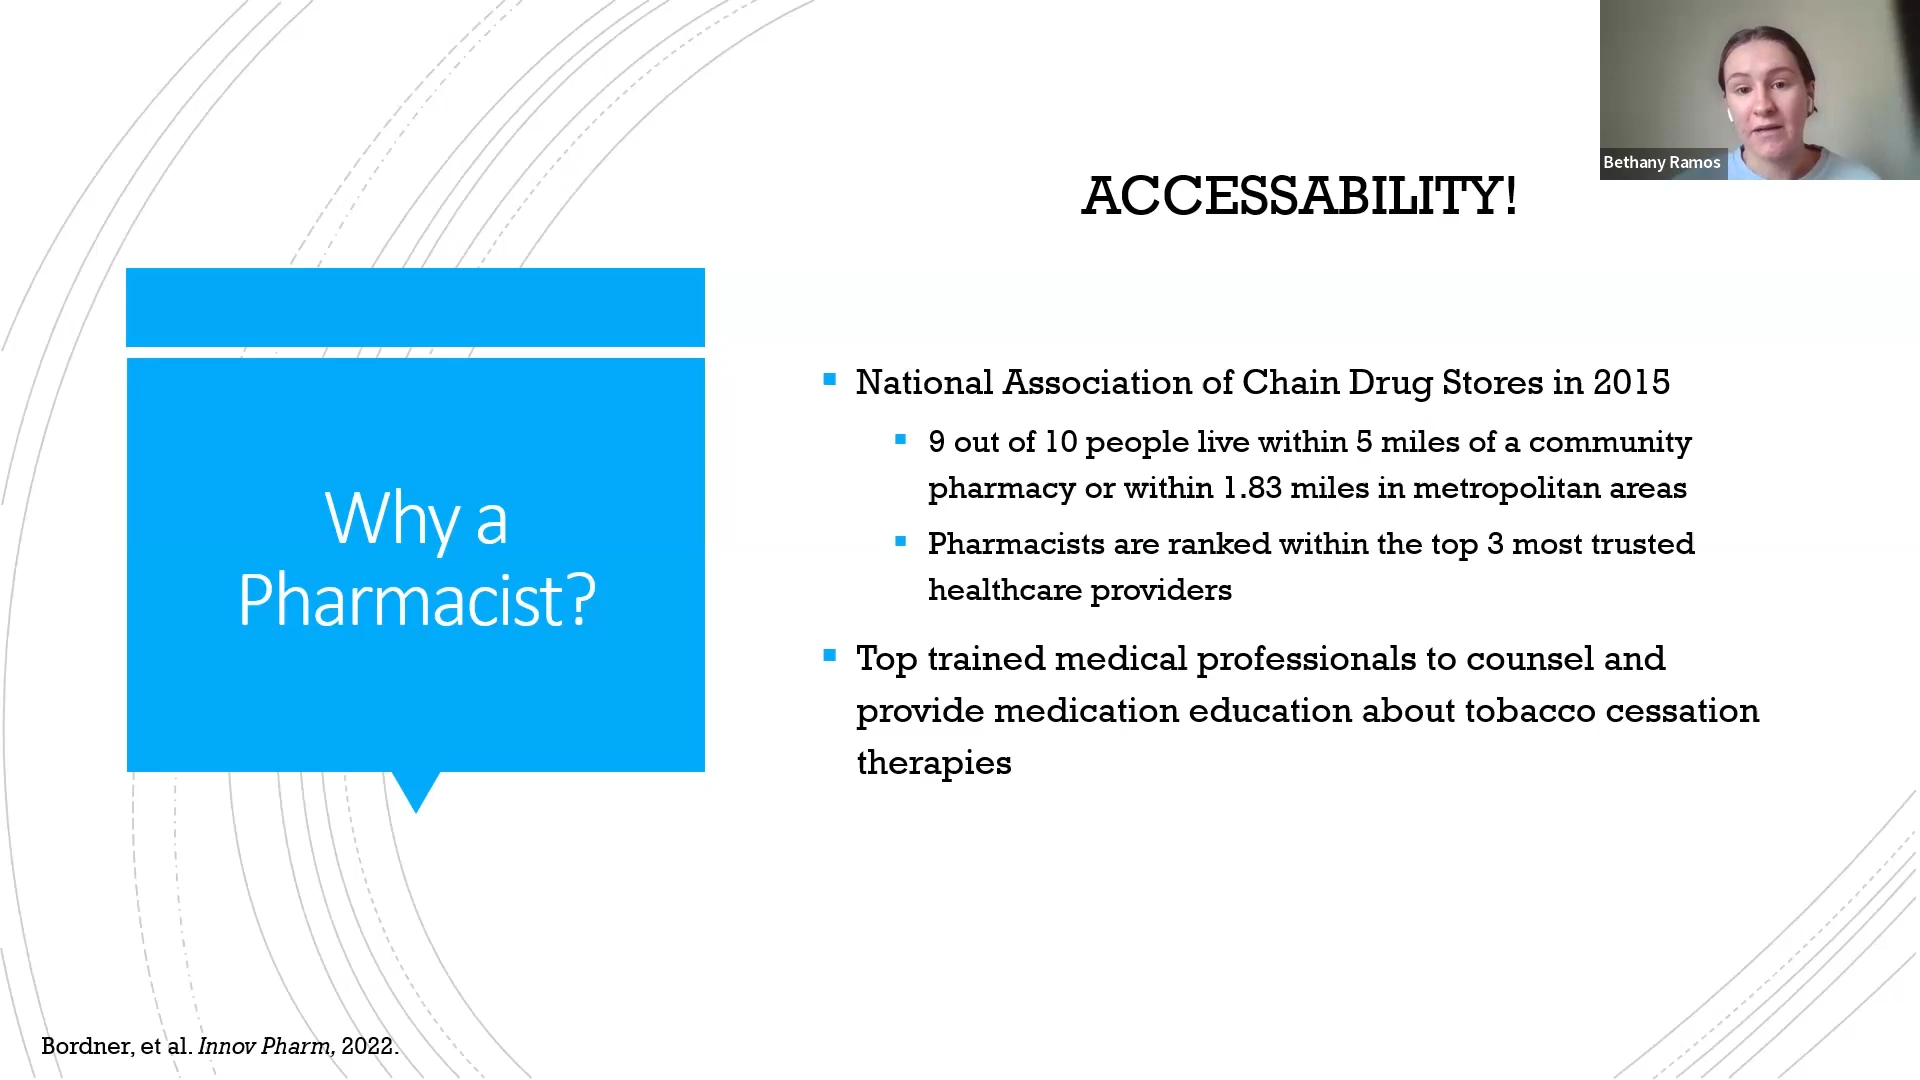 Bethany Ramos
ACCESSABILITY!
Why a
Pharmacist?
National Association of Chain Drug Stores in 2015
9 out of 10 people live within 5 miles of a community
pharmacy or within 1.83 miles in metropolitan areas
Pharmacists are ranked within the top 3 most trusted
healthcare providers
Top trained medical professionals to counsel and
provide medication education about tobacco cessation
therapies
Bordner, et al. Innov Pharm, 2022.